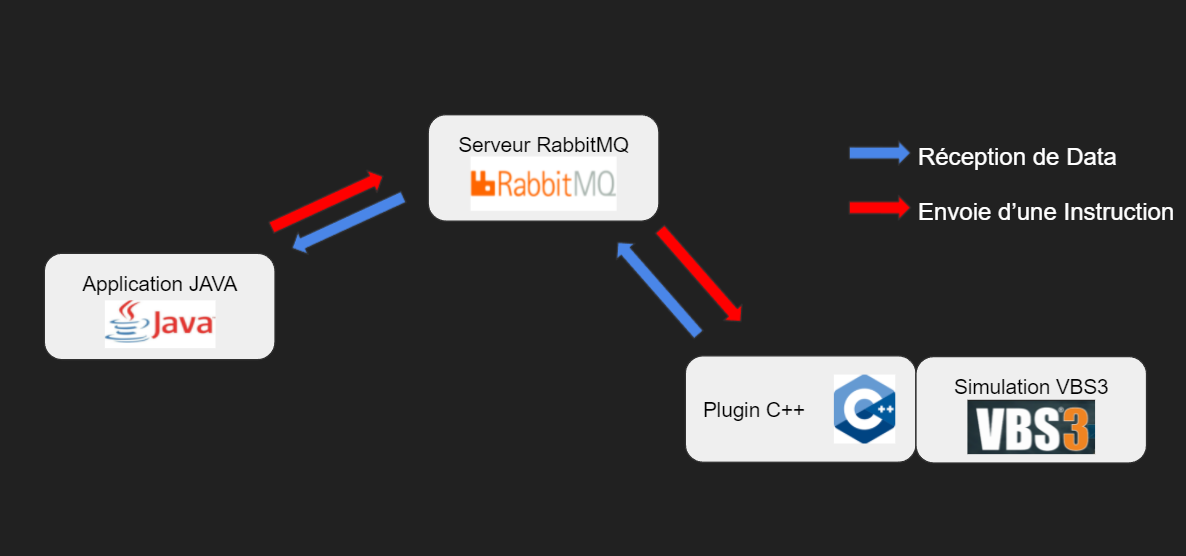 Serveur RabbitMQ
RabbitMQ
Réception de Data
Envoie d’une Instruction
Application JAVA
Java
Plugin C++
C++
Simulation VBS3
VBS3